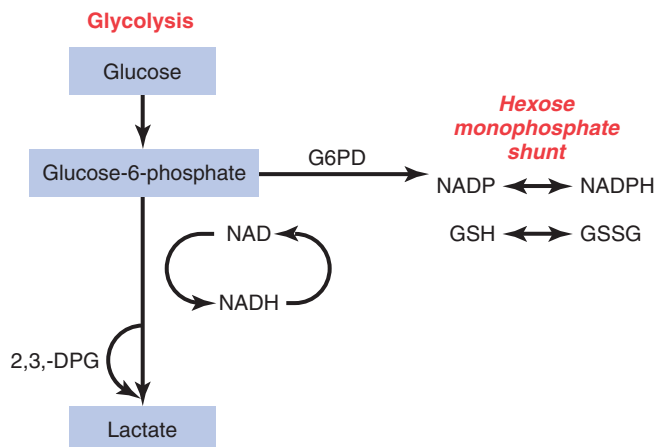 Glycolysis
Glucose
Hexose
monophosphate
shunt
G6PD
Glucose-6-phosphate
NADP
NADPH
GSH
GSSG
NAD
NADH
2,3,-DPG
Lactate